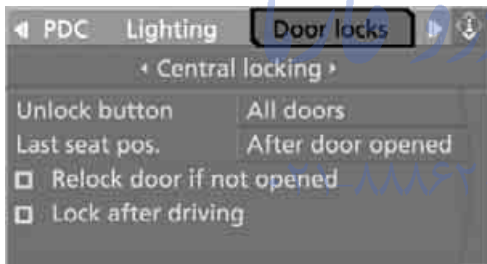 PDC Lighting Door locks
Central locking
Unlock button All doors
Last seat pos. After door opened
Relock door if not opened
Lock after driving